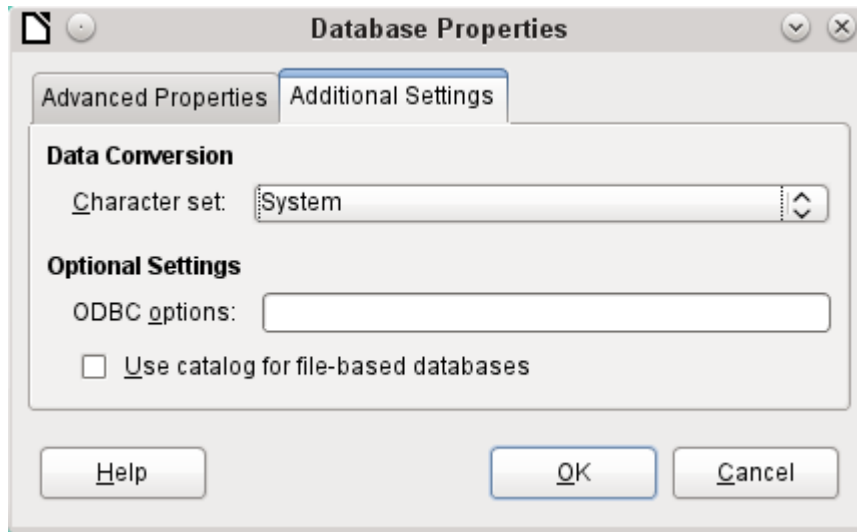 Database Properties
Advanced Properties
Additional Settings
Data Conversion
Character set: System
Optional Settings
ODBC options:
Use catalog for file-based databases
Help
OK
Cancel